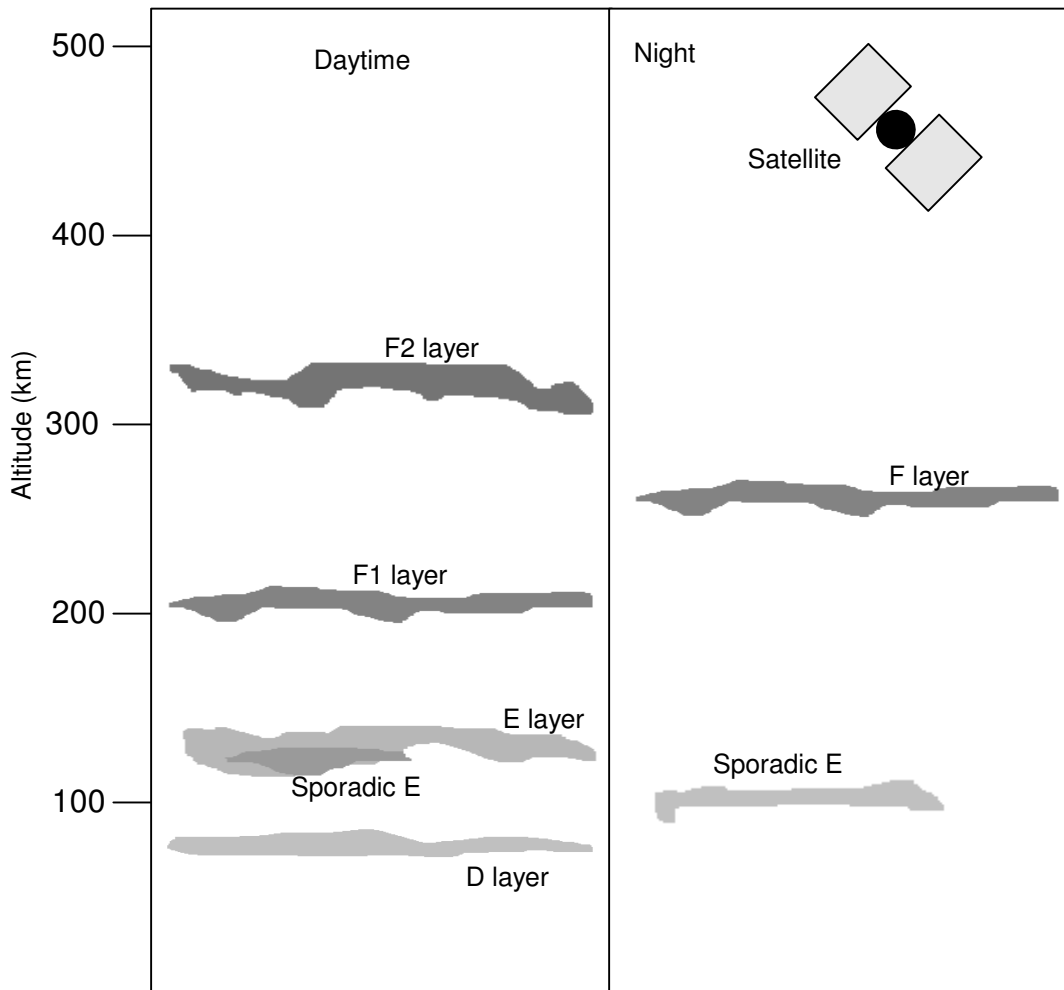 500
Daytime
Night
Satellite
400
F2 layer
Altitude (km)
300
F layer
F1 layer
200
E layer
Sporadic E
Sporadic E
100
D layer